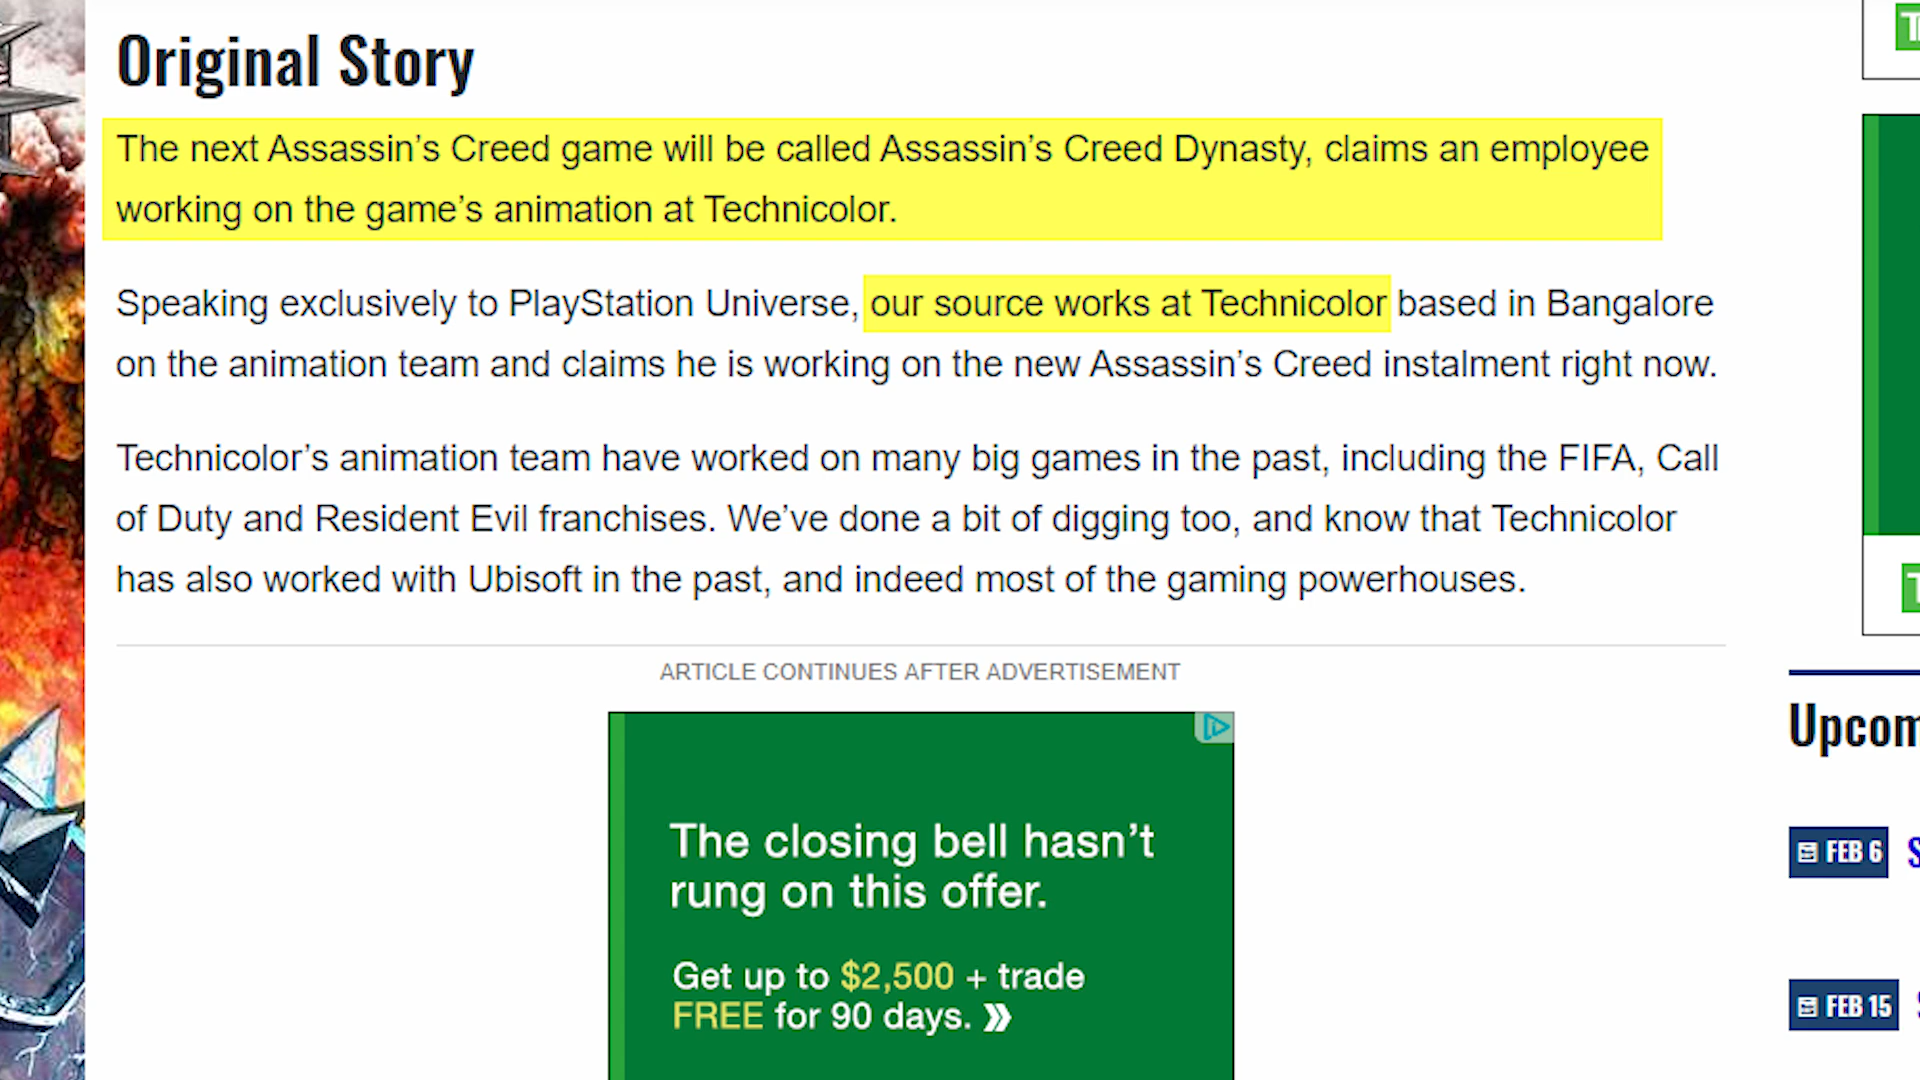 Original Story
The next Assassin’s Creed game will be called Assassin’s Creed Dynasty, claims an employee
working on the game’s animation at Technicolor.
Speaking exclusively to PlayStation Universe, our source works at Technicolor based in Bangalore
on the animation team and claims he is working on the new Assassin’s Creed instalment right now.
Technicolor’s animation team have worked on many big games in the past, including the FIFA, Call
of Duty and Resident Evil franchises. We’ve done a bit of digging too, and know that Technicolor
has also worked with Ubisoft in the past, and indeed most of the gaming powerhouses.
ARTICLE CONTINUES AFTER ADVERTISEMENT
The closing bell hasn’t
rung on this offer.
Get up to $2,500 + trade
FREE for 90 days.
Upcom
FEB 6
FEB 15